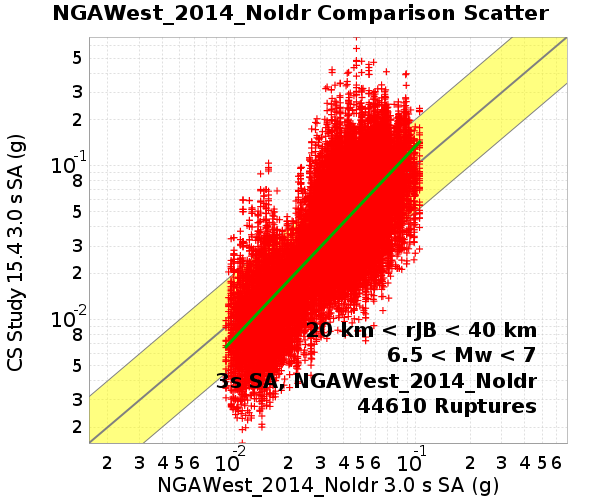 NGAWest_2014_NoIdr Comparison Scatter
CS Study 15.4 3.0 s SA (g)
5
3
2
10⁻¹
8
5
3
2
10⁻²
8
5
3
2
20 km < rJB < 40 km
6.5 < Mw < 7
3s SA, NGAWest_2014_NoIdr
44610 Ruptures
2 3 4 5 6 10⁻² 2 3 4 5 6 10⁻¹ 2 3 4 5 6
NGAWest_2014_NoIdr 3.0 s SA (g)